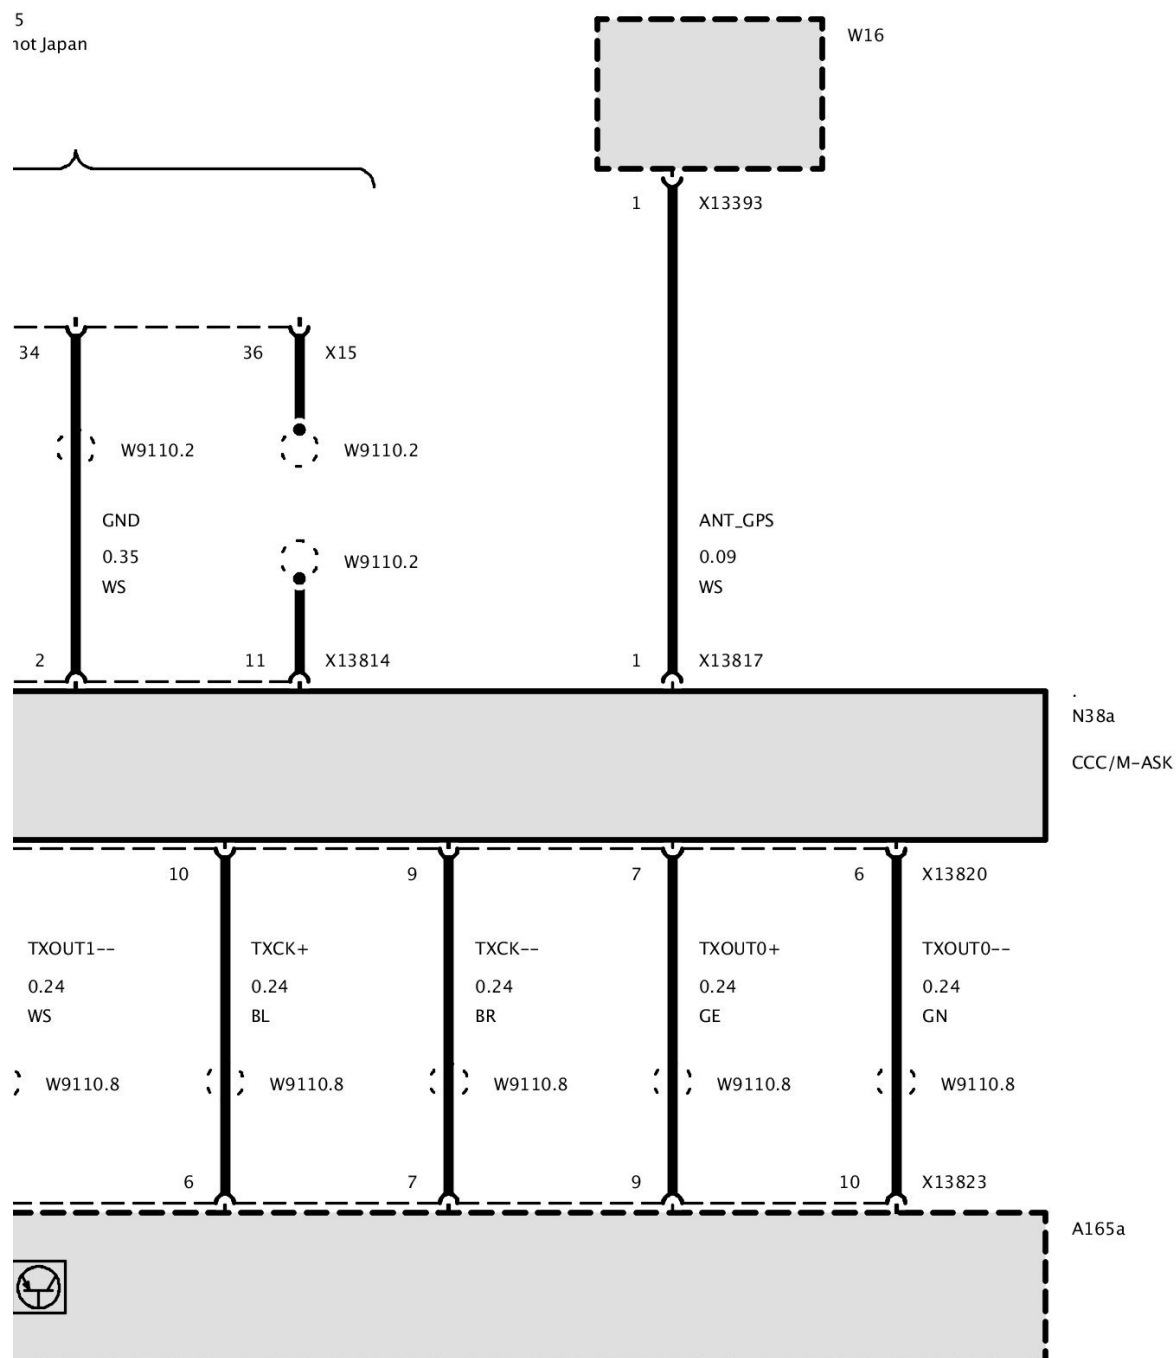 5
not Japan
W16
1 X13393
34 36 X15
W9110.2 W9110.2
GND ANT_GPS
0.35 W9110.2 0.09
WS WS
2 11 X13814 1 X13817
.
N38a
CCC/M-ASK
10 9 7 6 X13820
TXOUT1-- TXCK+ TXCK-- TXOUT0+ TXOUT0--
0.24 0.24 0.24 0.24 0.24
WS BL BR GE GN
W9110.8 W9110.8 W9110.8 W9110.8 W9110.8
6 7 9 10 X13823
A165a